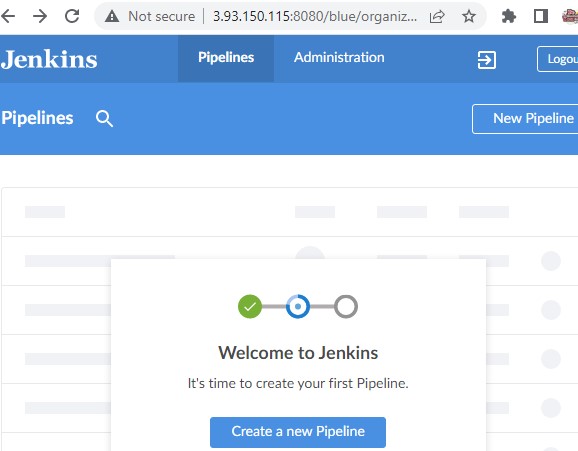 Not secure | 3.93.150.115:8080/blue/organiz...
Jenkins Pipelines Administration Logou
Pipelines New Pipeline
Welcome to Jenkins
It's time to create your first Pipeline.
Create a new Pipeline